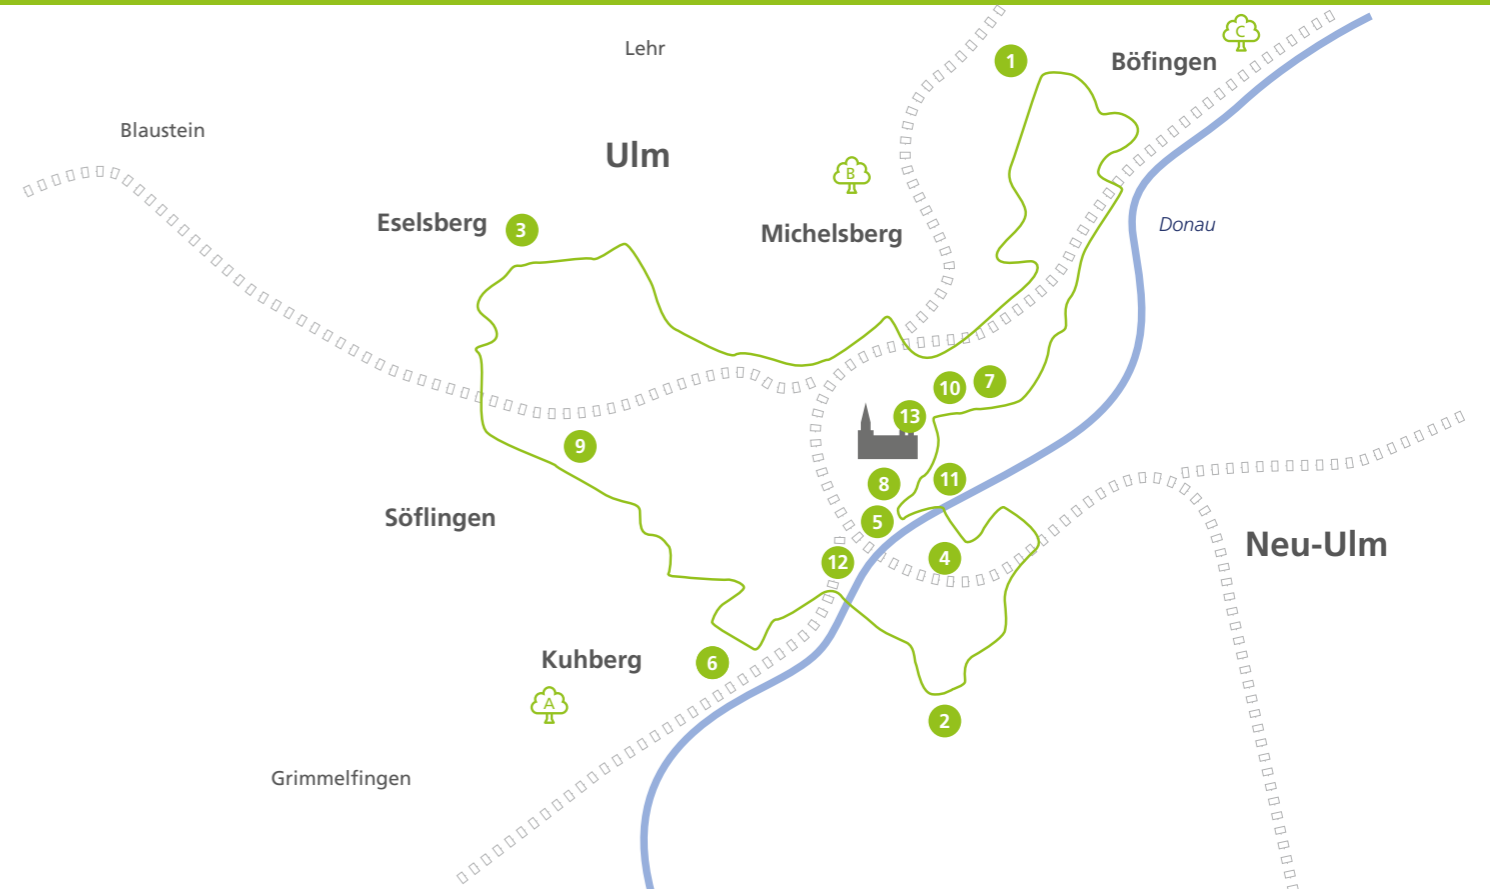 C
Lehr
1
Böfingen
Blaustein
Ulm
B
Eselsberg
3
Michelsberg
Donau
10
7
13
9
8
11
Söflingen
5
Neu-Ulm
12
4
Kuhberg
6
A
2
Grimmelfingen